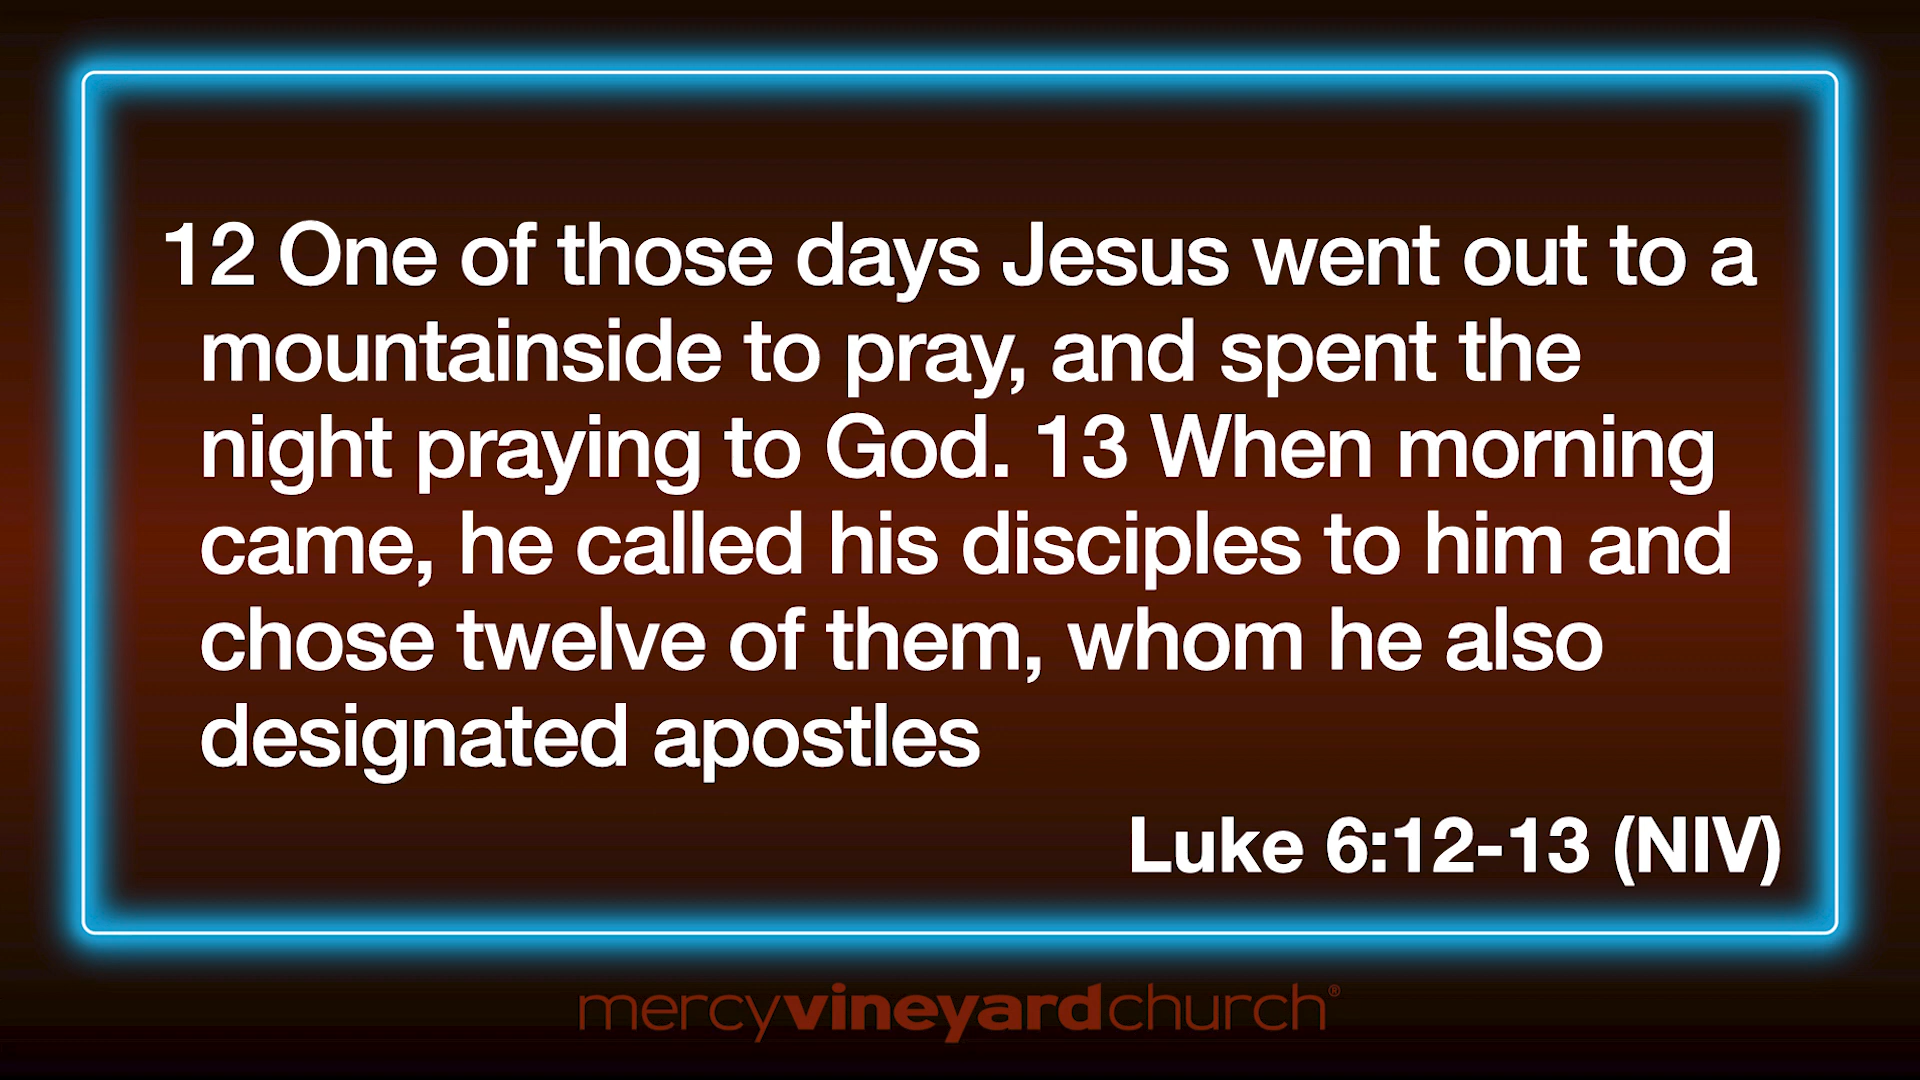 12 One of those days Jesus went out to a
mountainside to pray, and spent the
night praying to God. 13 When morning
came, he called his disciples to him and
chose twelve of them, whom he also
designated apostles
Luke 6:12-13 (NIV)
mercyvineyardchurch®